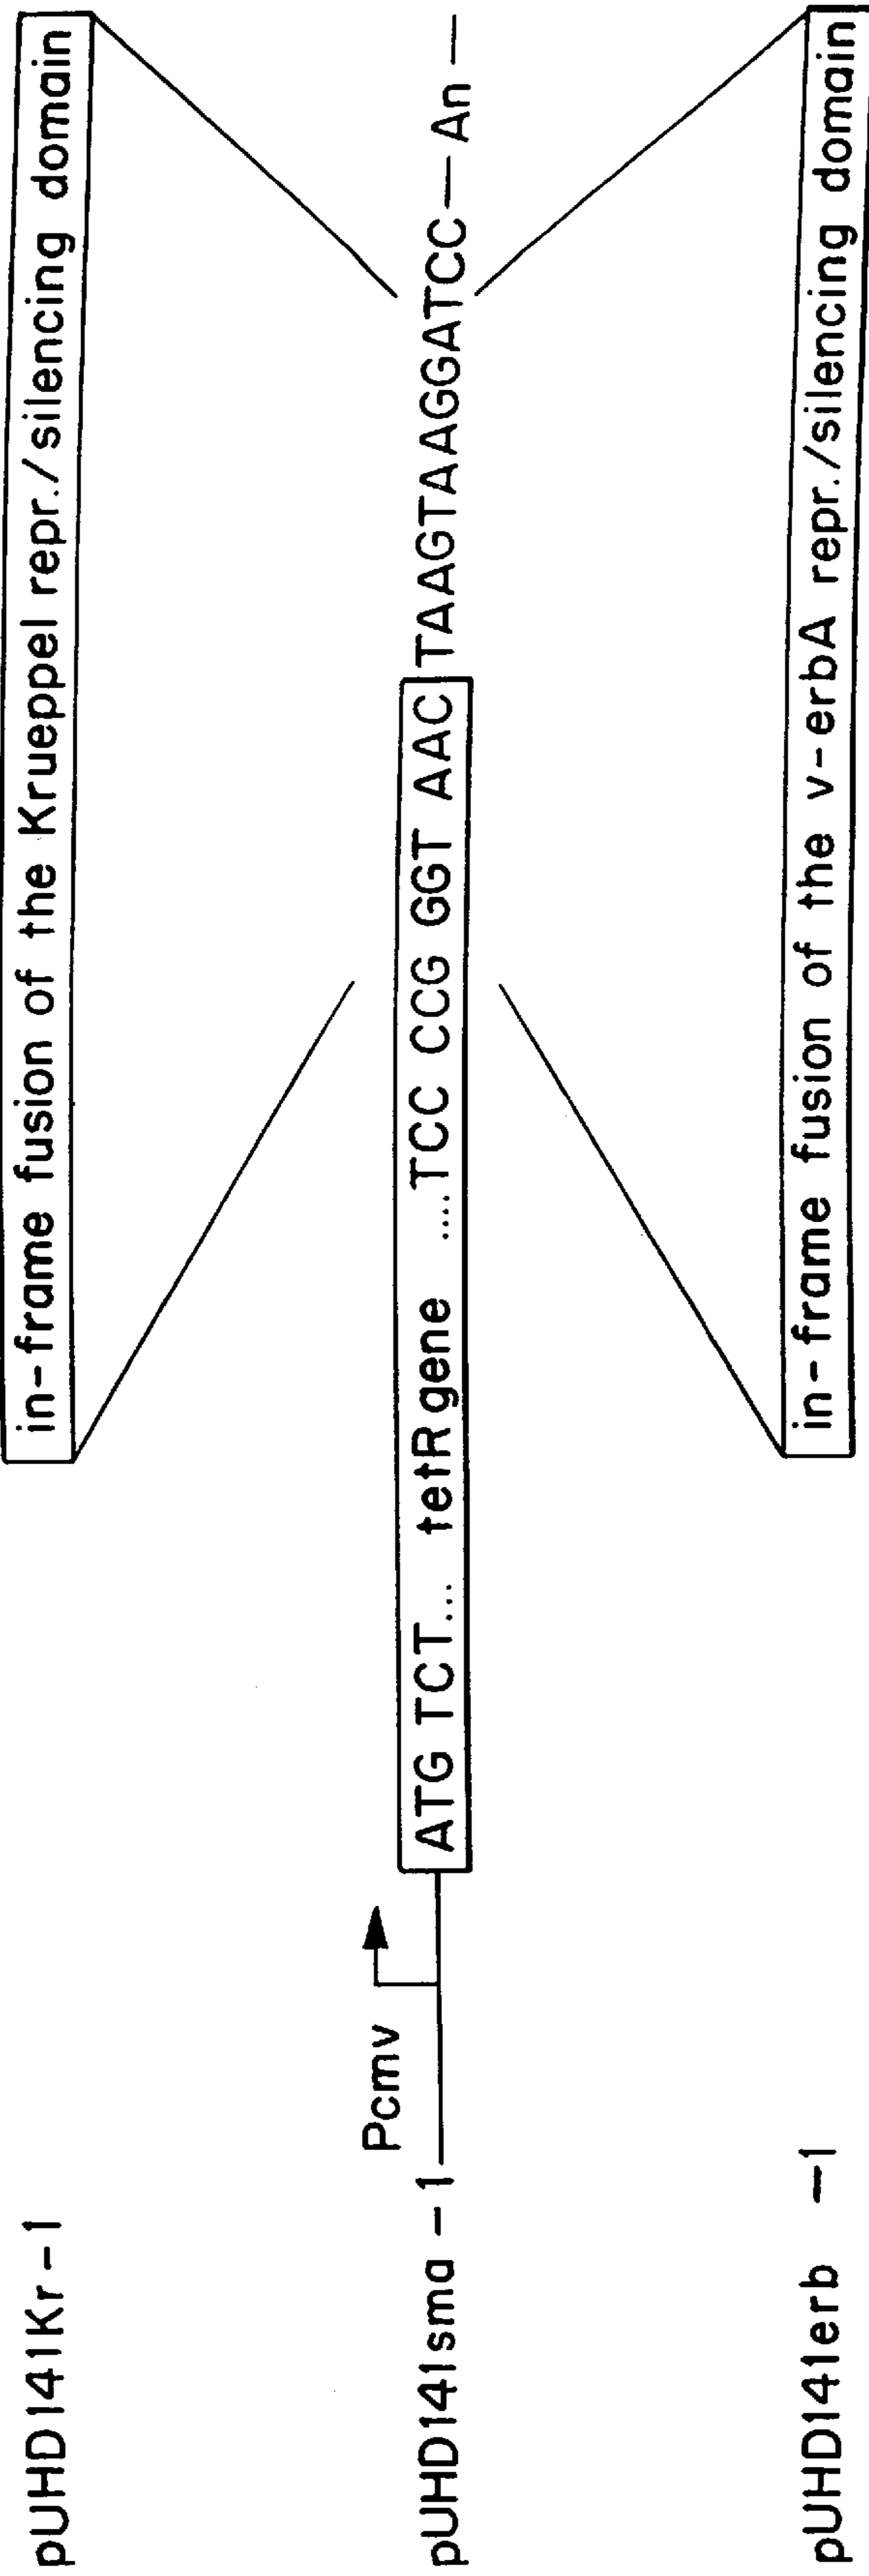 pUHD141Kr-1
in-frame fusion of the Krueppel repr./silencing domain
Pcmv
pUHD141sma-1
ATG TCT... tetR gene ....TCC CCG GGT AAC TAAGTAAGGATCC — An —
pUHD141erb -1
in-frame fusion of the v-erbA repr./silencing domain